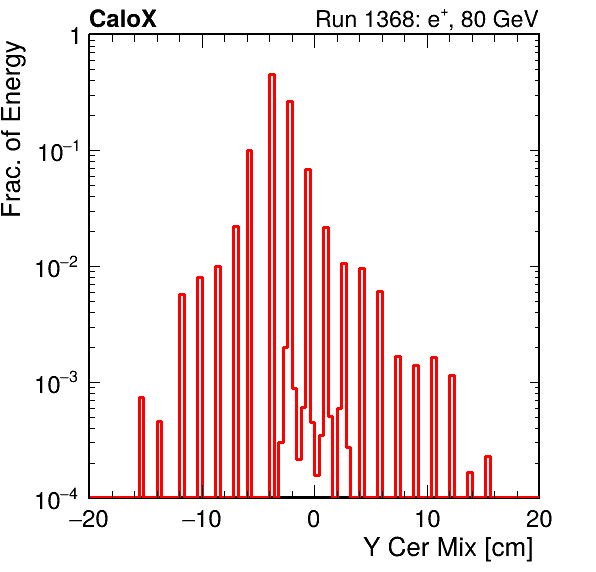 CaloX Run 1368: e⁺, 80 GeV
Frac. of Energy
1
10⁻¹
10⁻²
10⁻³
10⁻⁴
−20 −10 0 10 20
Y Cer Mix [cm]